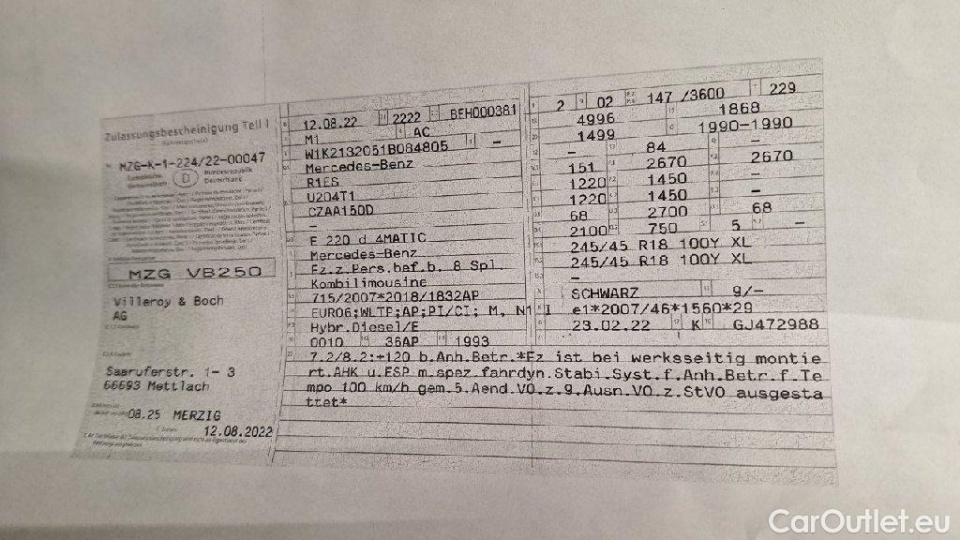 Zulassungsbescheinigung Teil I
MZG-K-1-224/22-00047
Europäische Gemeinschaft
D
Bundesrepublik Deutschland
MZG VB250
Villeroy & Boch
AG
Saaruferstr. 1- 3
66693 Mettlach
08.25 MERZIG
12.08.2022
12.08.22 2222 BEH000381
M1 AC
W1K2132051B084805 -
Mercedes-Benz
R1ES
U204T1
CZAA150D
-
E 220 d 4MATIC
Mercedes-Benz
Fz.z.Pers.bef.b. 8 Spl.
Kombilimousine
715/2007*2018/1832AP
EURO6;WLTP;AP;PI/CI; M, N1 I
Hybr.Diesel/E
0010 36AP 1993
2 02 147 /3600 229
4996 1868
1499 1990-1990
- 84 -
151 2670 2670
1220 1450 -
1220 1450 -
68 2700 68
2100 750 5 -
245/45 R18 100Y XL
245/45 R18 100Y XL
-
SCHWARZ 9/-
e1*2007/46*1560*29
23.02.22 K GJ472988
7.2/8.2:+120 b.Anh.Betr.*Fz ist bei werksseitig montie
rt.AHK u.ESP m.spez.fahrdyn.Stabi.Syst.f.Anh.Betr.f.Te
mpo 100 km/h gem.5.Aend.VO.z.9.Ausn.VO.z.StVO ausgesta
ttet*
CarOutlet.eu